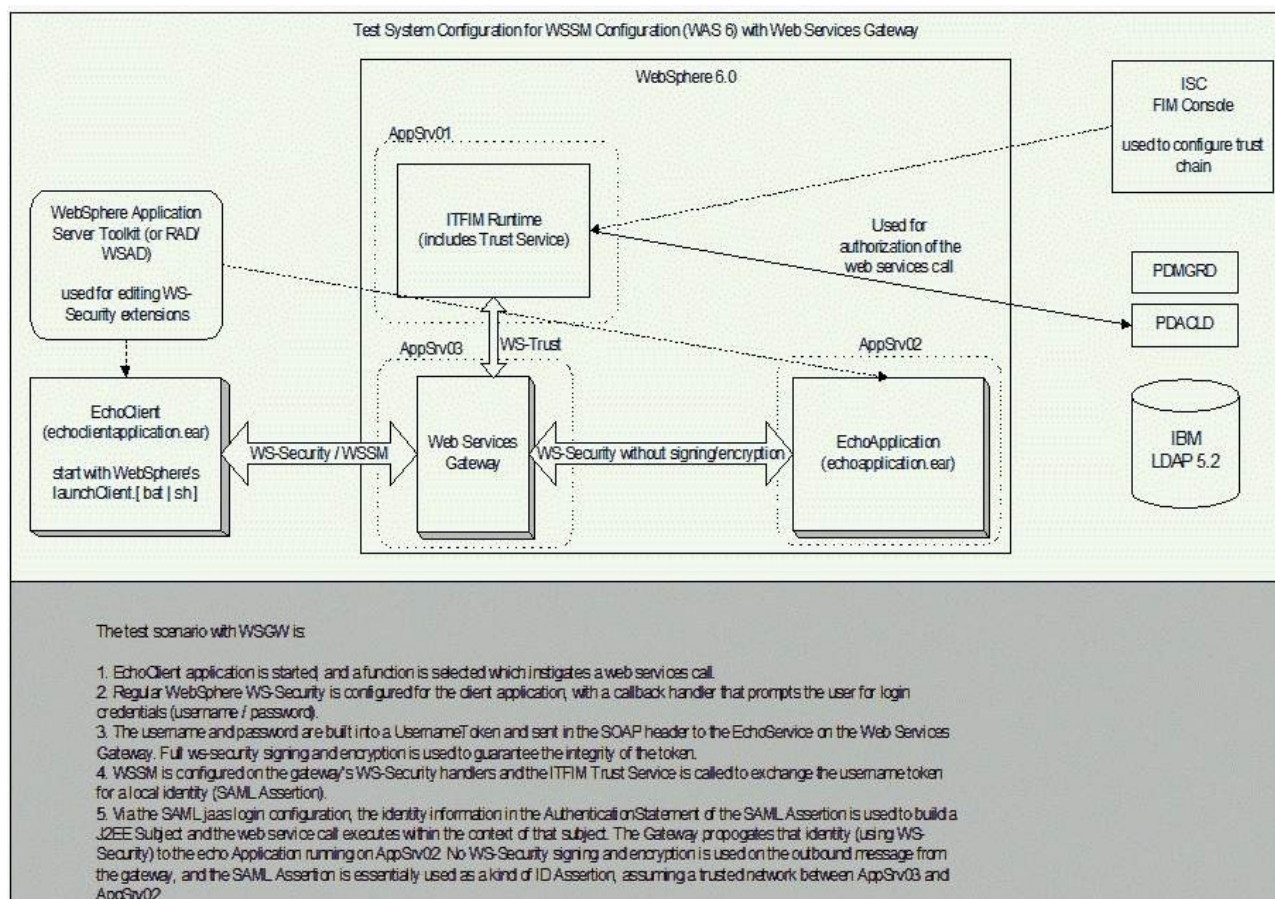 Test System Configuration for WSSM Configuration (WAS 6) with Web Services Gateway
WebSphere 6.0
ISC
FIM Console
used to configure trust
chain
AppSrv01
ITFIM Runtime
(includes Trust Service)
WebSphere Application
Server Toolkit (or RAD/
WSAD)
used for editing WS-
Security extensions
Used for
authorization of the
web services call
PDMGRD
PDACLD
WS-Trust
AppSrv03
AppSrv02
EchoClient
(echoclientapplication.ear)
start with WebSphere's
launchClient.[ bat | sh ]
WS-Security / WSSM
Web Services
Gateway
WS-Security without signing/encryption
EchoApplication
(echoapplication.ear)
IBM
LDAP 5.2
The test scenario with WSGW is:
1. EchoClient application is started, and a function is selected which instigates a web services call.
2. Regular WebSphere WS-Security is configured for the client application, with a callback handler that prompts the user for login
credentials (username / password).
3. The username and password are built into a UsernameToken and sent in the SOAP header to the EchoService on the Web Services
Gateway. Full ws-security signing and encryption is used to guarantee the integrity of the token.
4. WSSM is configured on the gateway's WS-Security handlers and the ITFIM Trust Service is called to exchange the username token
for a local identity (SAML Assertion).
5. Via the SAML jaas login configuration, the identity information in the AuthenticationStatement of the SAML Assertion is used to build a
J2EE Subject and the web service call executes within the context of that subject. The Gateway propogates that identity (using WS-
Security) to the echo Application running on AppSrv02. No WS-Security signing and encryption is used on the outbound message from
the gateway, and the SAML Assertion is essentially used as a kind of ID Assertion, assuming a trusted network between AppSrv03 and
AppSrv02.